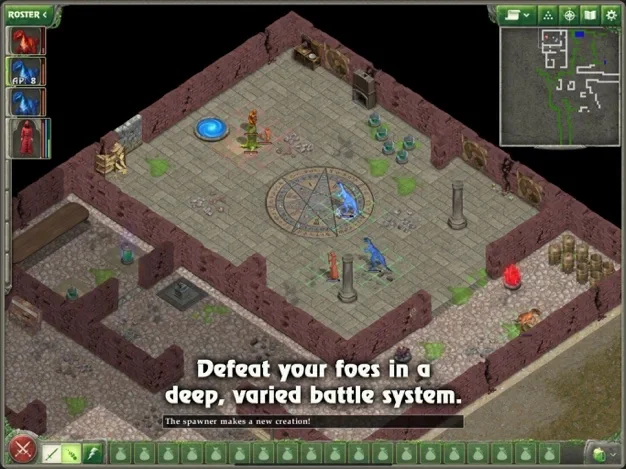 ROSTER <
AP: 8
Defeat your foes in a
deep, varied battle system.
The spawner makes a new creation!